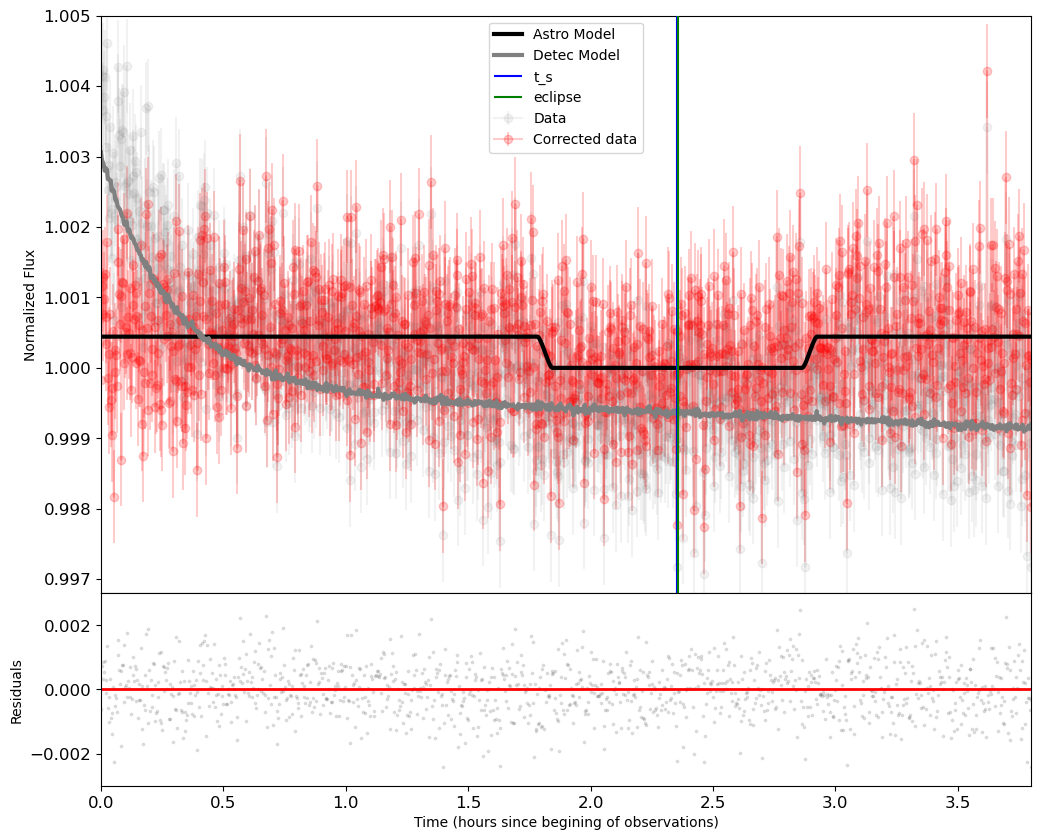 1.005
1.004
1.003
1.002
1.001
1.000
0.999
0.998
0.997
Normalized Flux
Astro Model
Detec Model
t_s
eclipse
Data
Corrected data
0.002
0.000
−0.002
Residuals
0.0 0.5 1.0 1.5 2.0 2.5 3.0 3.5
Time (hours since begining of observations)